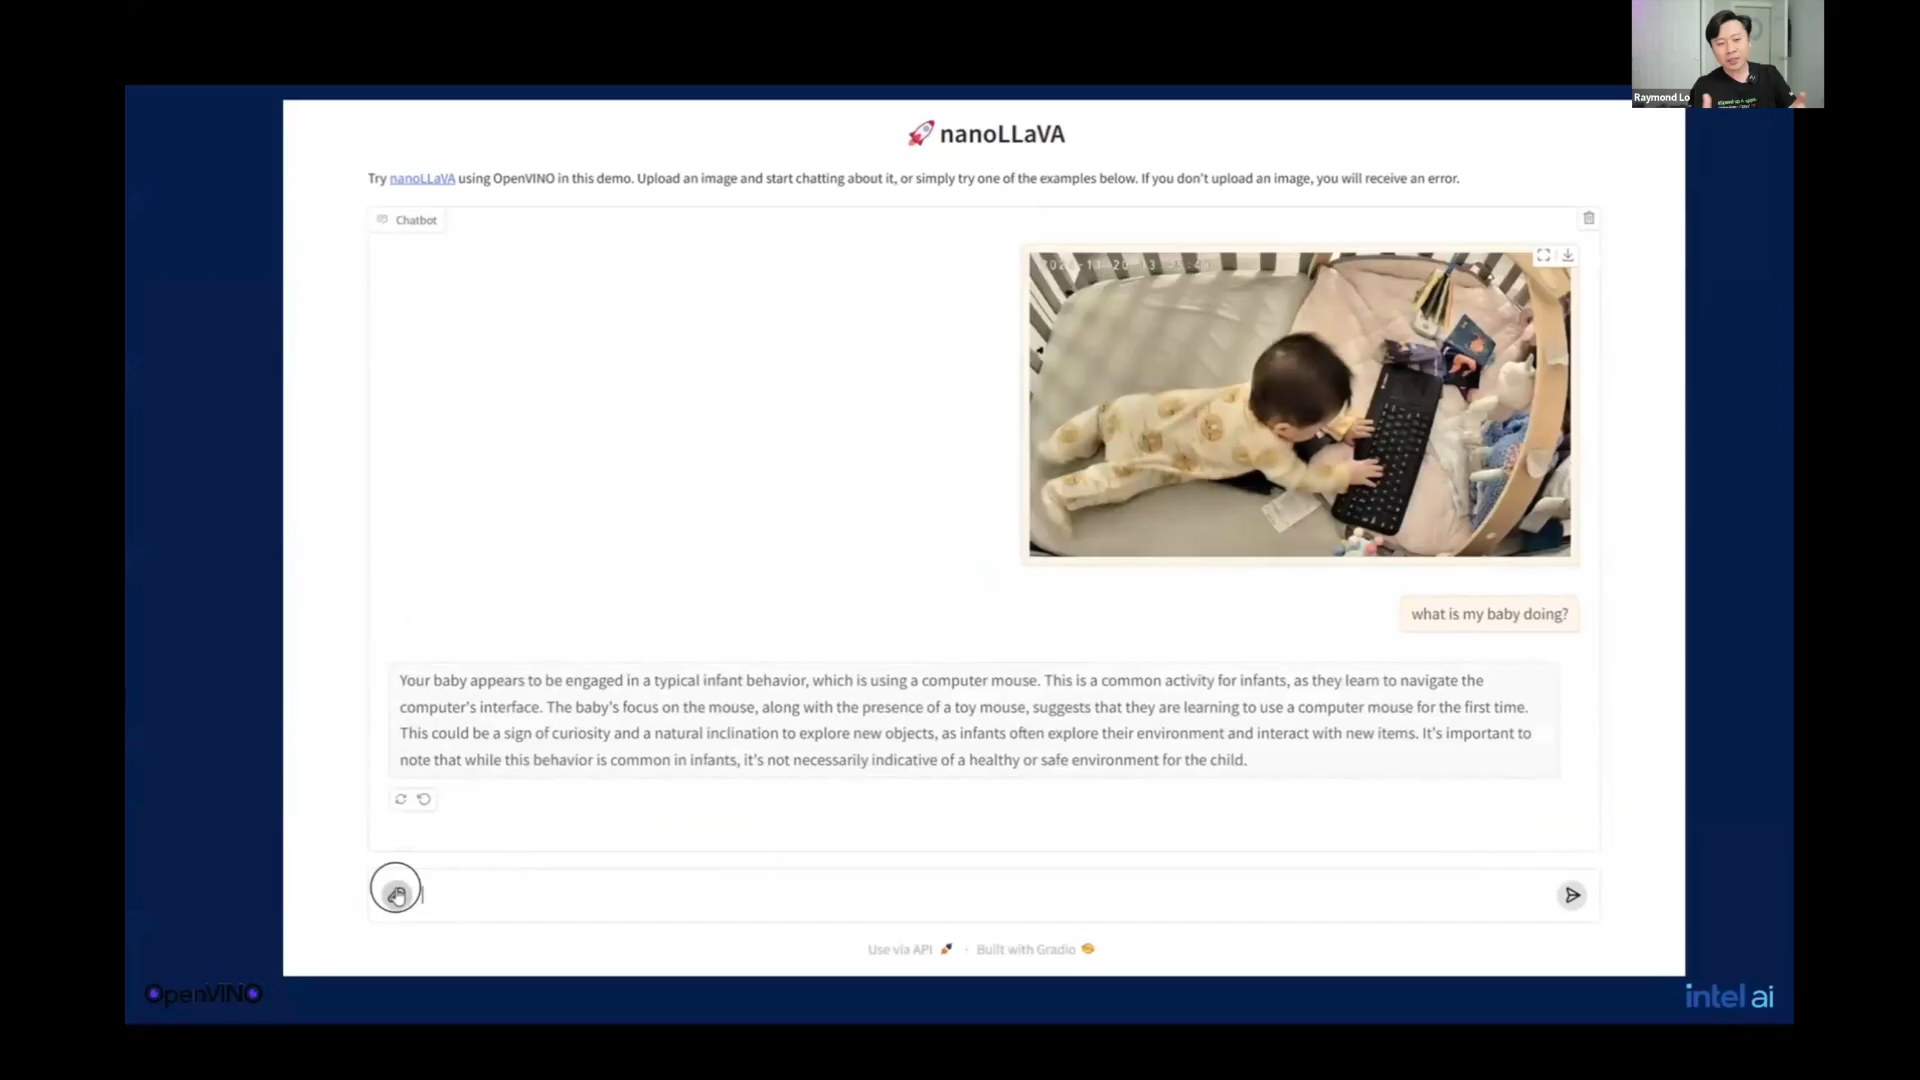 Raymond Lo
🚀 nanoLLaVA
Try nanoLLaVA using OpenVINO in this demo. Upload an image and start chatting about it, or simply try one of the examples below. If you don't upload an image, you will receive an error.
Chatbot
what is my baby doing?
Your baby appears to be engaged in a typical infant behavior, which is using a computer mouse. This is a common activity for infants, as they learn to navigate the
computer's interface. The baby's focus on the mouse, along with the presence of a toy mouse, suggests that they are learning to use a computer mouse for the first time.
This could be a sign of curiosity and a natural inclination to explore new objects, as infants often explore their environment and interact with new items. It's important to
note that while this behavior is common in infants, it's not necessarily indicative of a healthy or safe environment for the child.
Use via API 🚀 · Built with Gradio
OpenVINO
intel ai